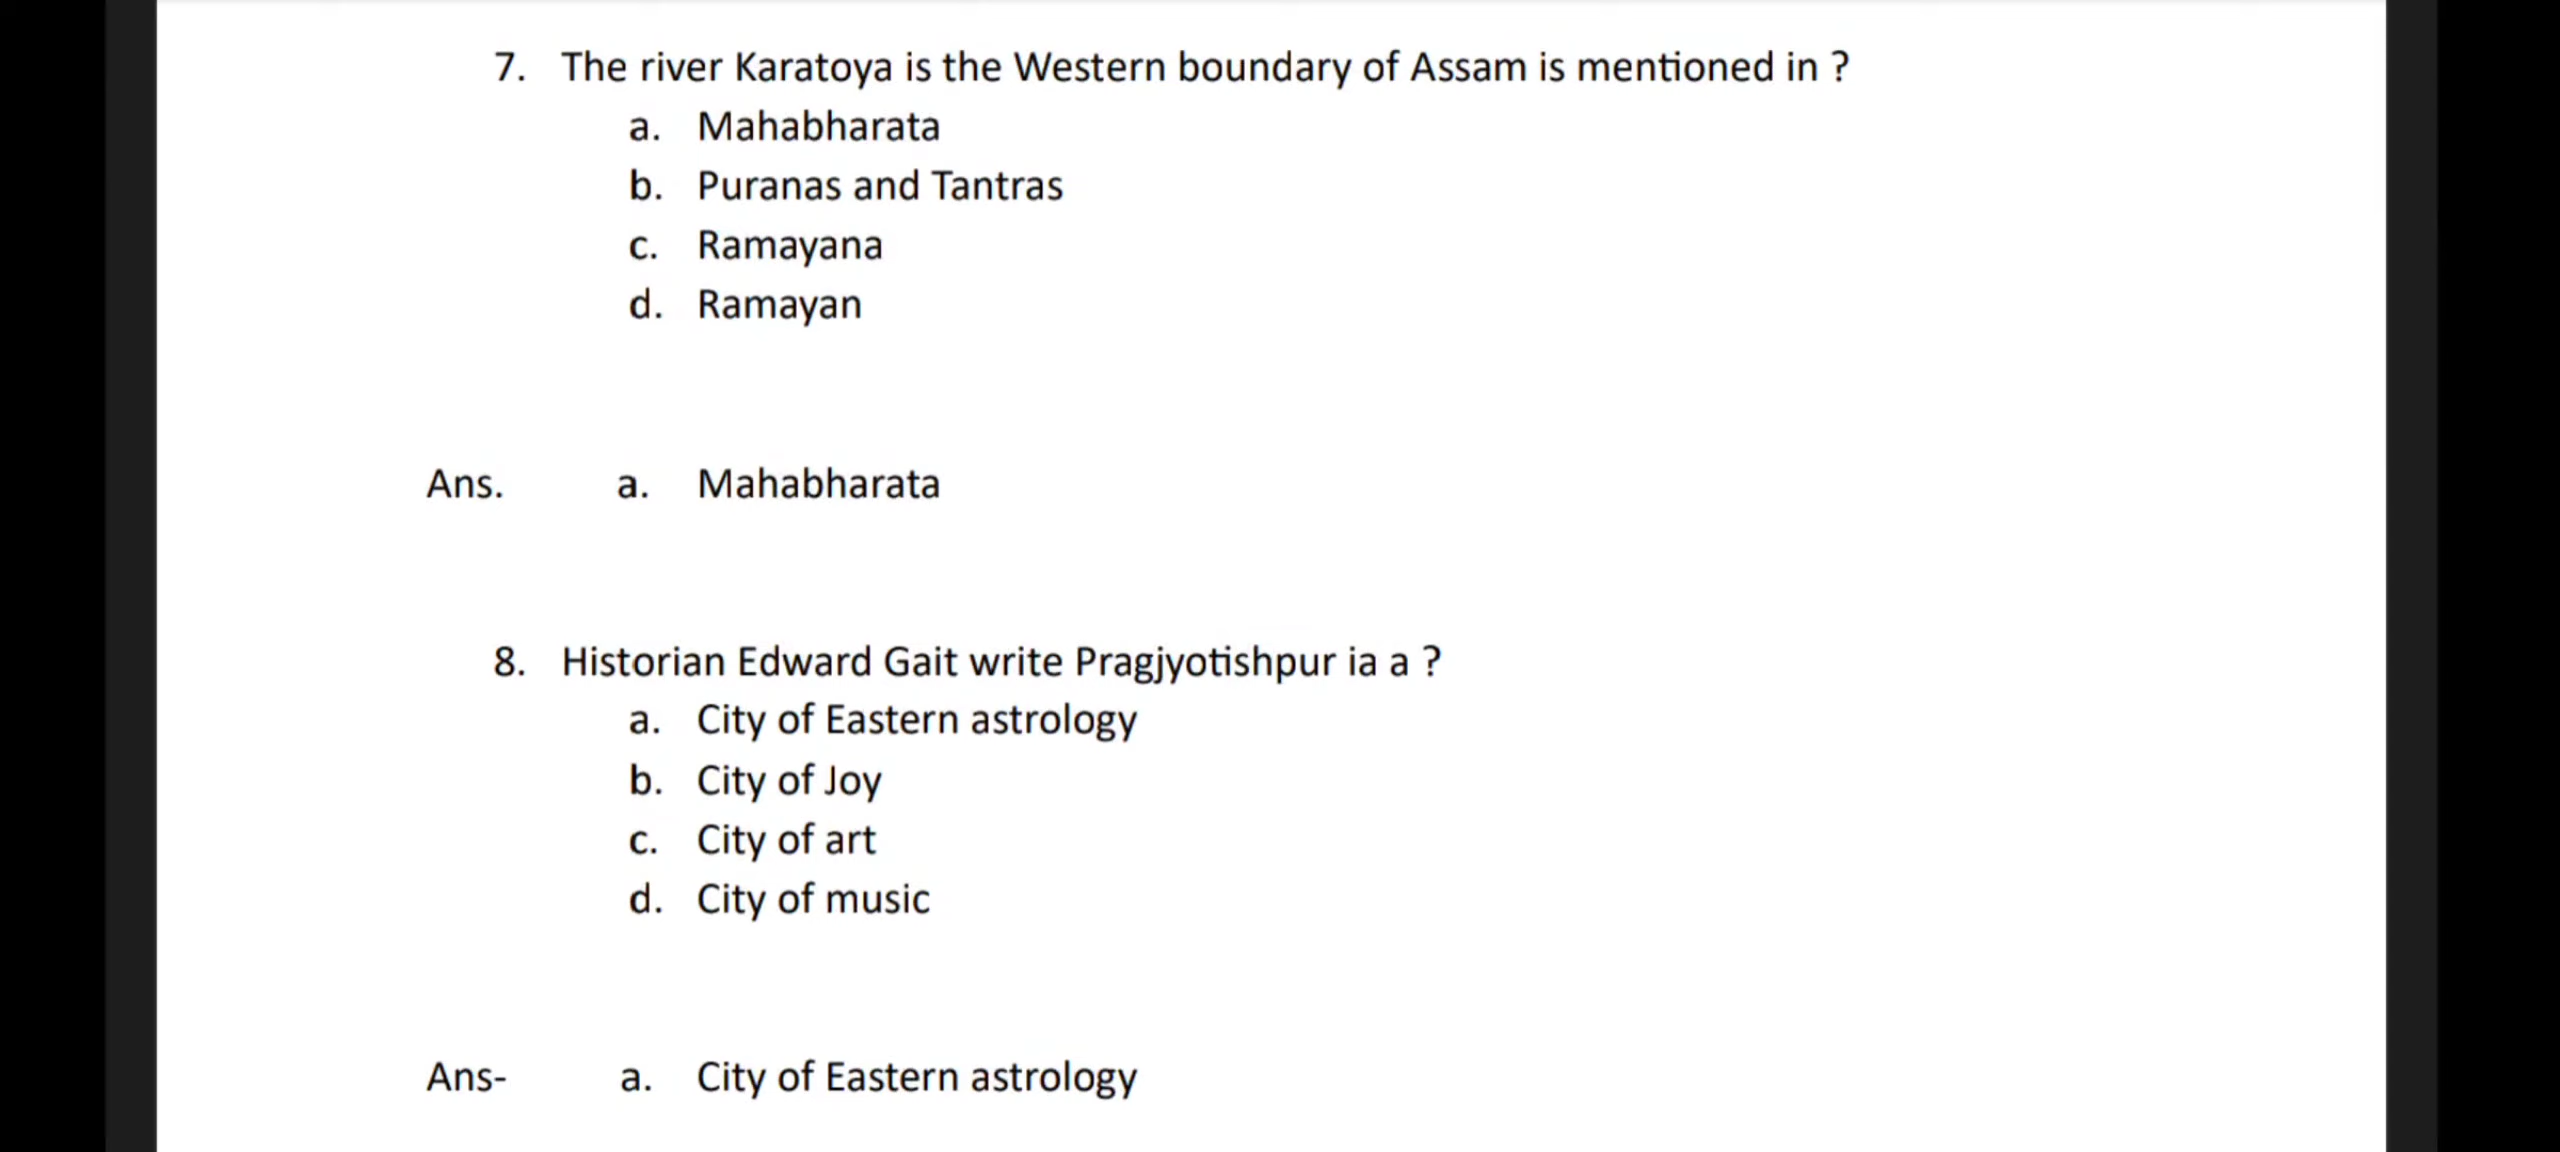 7. The river Karatoya is the Western boundary of Assam is mentioned in ?
a. Mahabharata
b. Puranas and Tantras
c. Ramayana
d. Ramayan
Ans. a. Mahabharata
8. Historian Edward Gait write Pragjyotishpur ia a ?
a. City of Eastern astrology
b. City of Joy
c. City of art
d. City of music
Ans- a. City of Eastern astrology